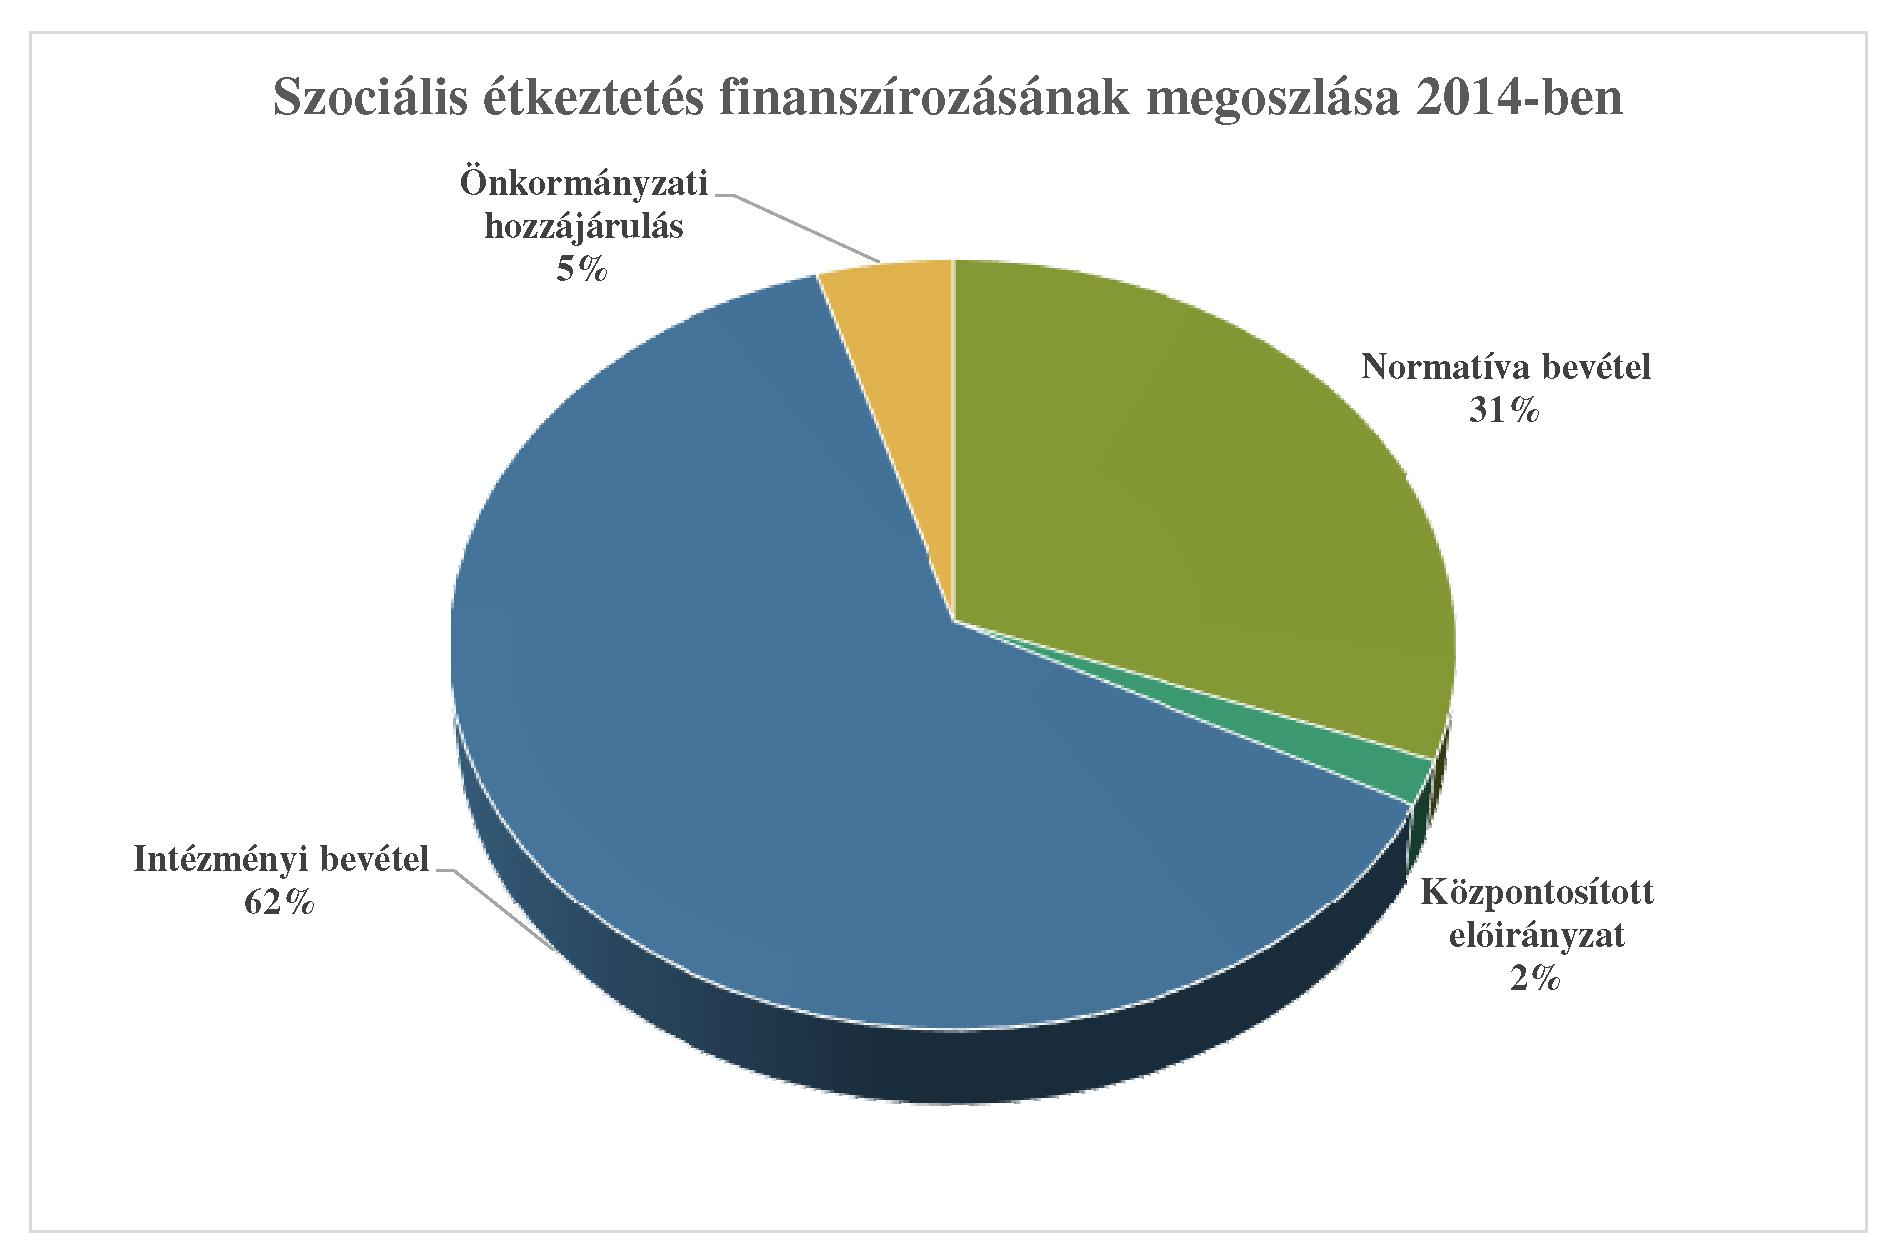 Szociális étkeztetés finanszírozásának megoszlása 2014-ben
Önkormányzati
hozzájárulás
5%
Normatíva bevétel
31%
Intézményi bevétel
62%
Központosított
előirányzat
2%